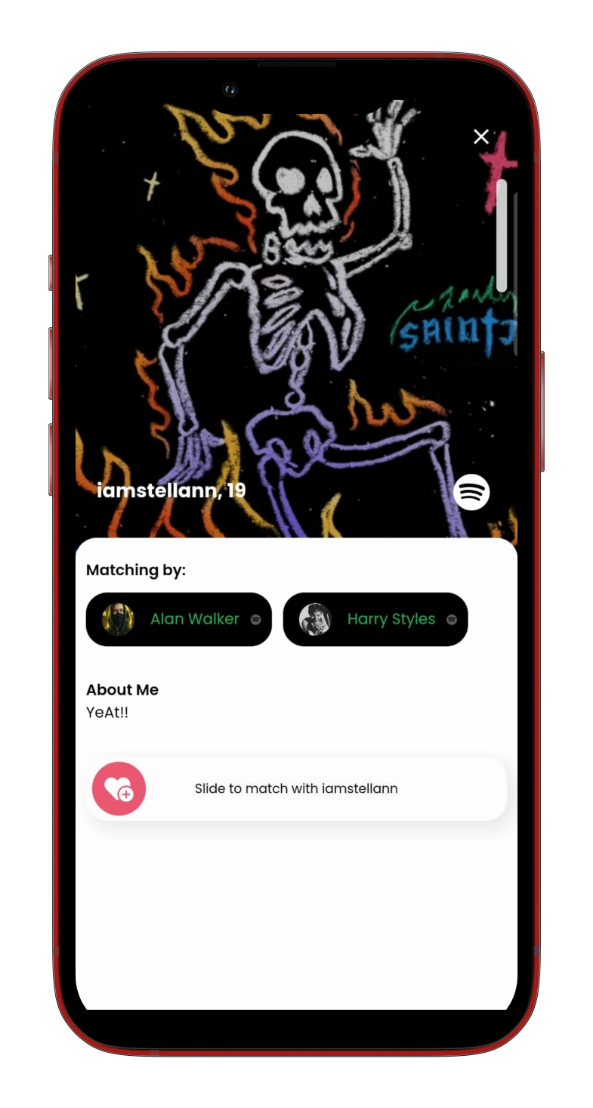 SAINTS
iamstellann, 19
Matching by:
Alan Walker
Harry Styles
About Me
YeAt!!
Slide to match with iamstellann